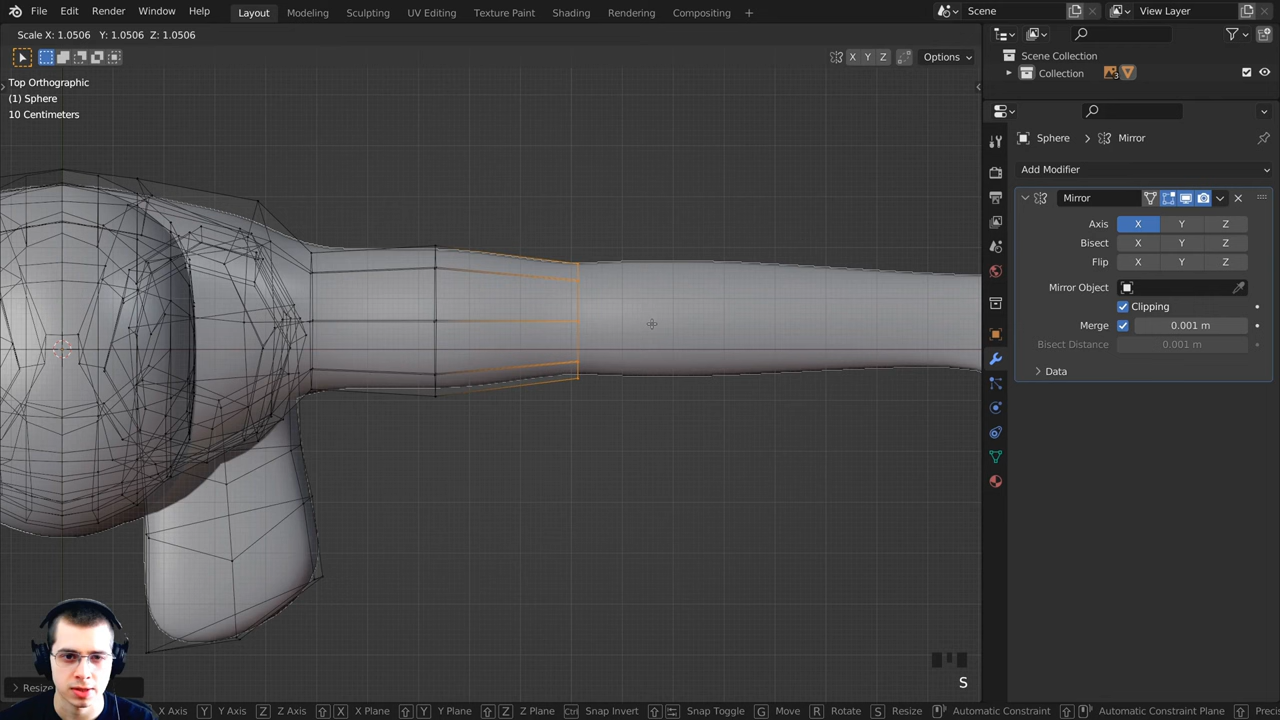 File Edit Render Window Help Layout Modeling Sculpting UV Editing Texture Paint Shading Rendering Compositing Scene View Layer
Scale X: 1.0506 Y: 1.0506 Z: 1.0506
X Y Z Options
Top Orthographic
(1) Sphere
10 Centimeters
Scene Collection
Collection
Sphere Mirror
Add Modifier
Mirror
Axis X Y Z
Bisect X Y Z
Flip X Y Z
Mirror Object
Clipping
Merge 0.001 m
Bisect Distance 0.001 m
Data
S
Resize
X Axis Y Y Axis Z Z Axis X X Plane Y Y Plane Z Z Plane Ctrl Snap Invert Snap Toggle G Move R Rotate S Resize Automatic Constraint Automatic Constraint Plane Precis